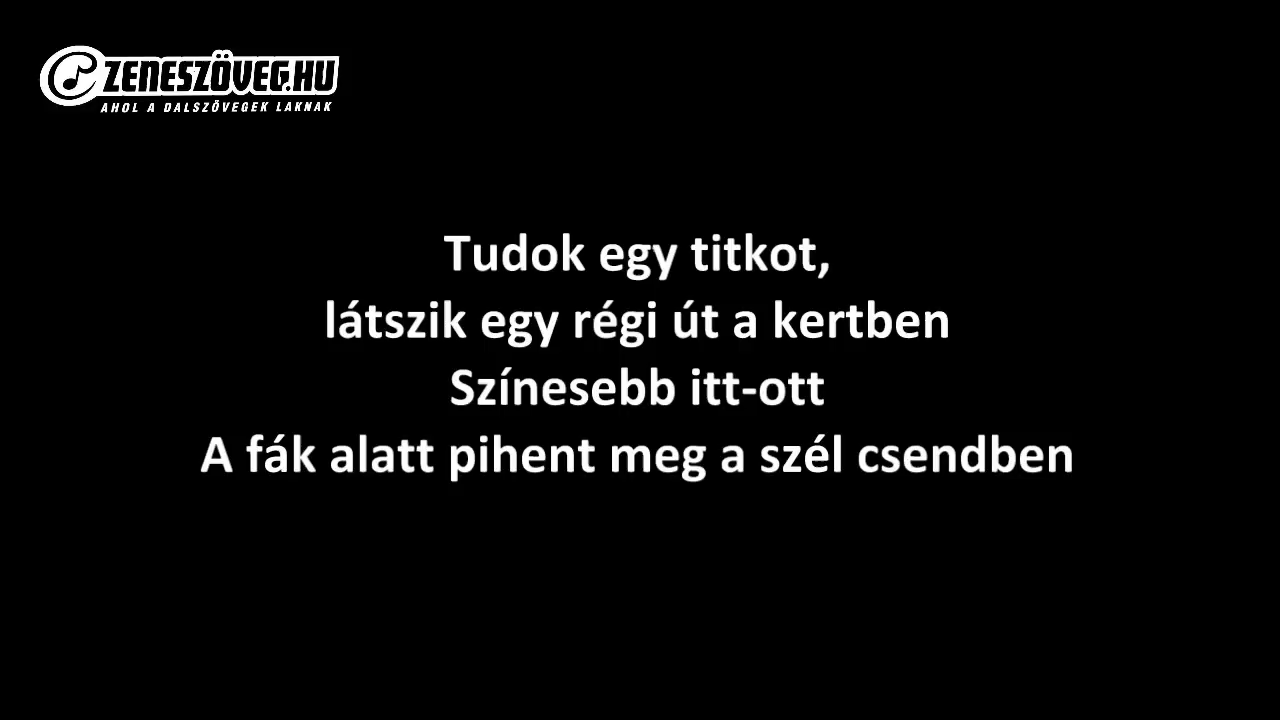 ZENESZÖVEG.HU
AHOL A DALSZÖVEGEK LAKNAK
Tudok egy titkot,
látszik egy régi út a kertben
Színesebb itt-ott
A fák alatt pihent meg a szél csendben